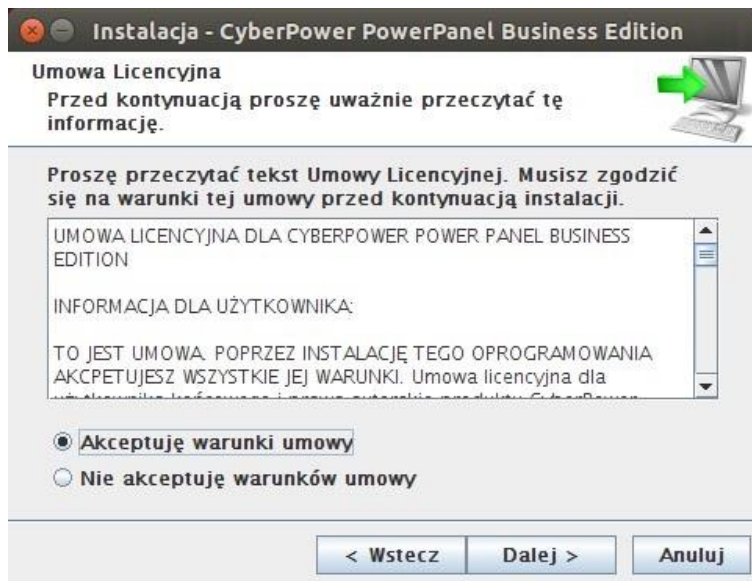 Instalacja - CyberPower PowerPanel Business Edition
Umowa Licencyjna
Przed kontynuacją proszę uważnie przeczytać tę
informację.
Proszę przeczytać tekst Umowy Licencyjnej. Musisz zgodzić
się na warunki tej umowy przed kontynuacją instalacji.
UMOWA LICENCYJNA DLA CYBERPOWER POWER PANEL BUSINESS
EDITION
INFORMACJA DLA UŻYTKOWNIKA:
TO JEST UMOWA. POPRZEZ INSTALACJĘ TEGO OPROGRAMOWANIA
AKCPETUJESZ WSZYSTKIE JEJ WARUNKI. Umowa licencyjna dla
Akceptuję warunki umowy
Nie akceptuję warunków umowy
< Wstecz
Dalej >
Anuluj